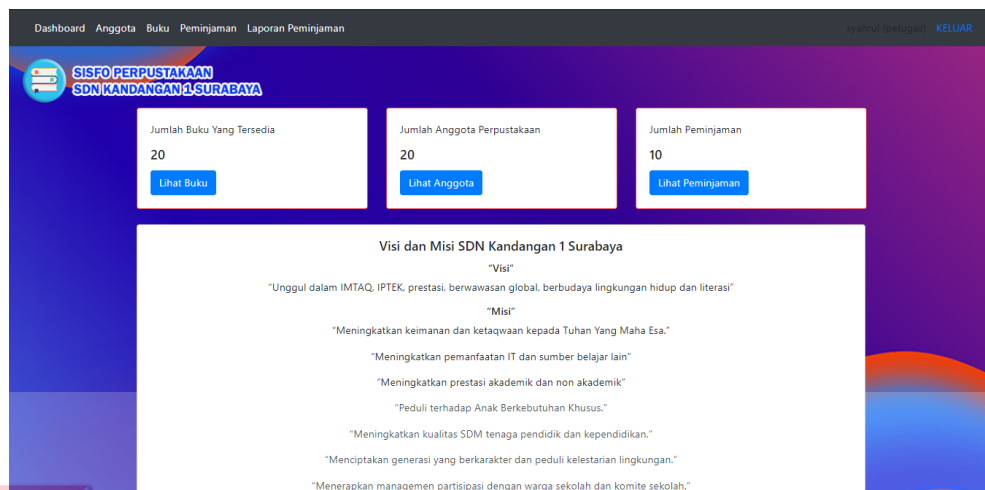 Dashboard Anggota Buku Peminjaman Laporan Peminjaman syahrul (petugas) KELUAR
SISFO PERPUSTAKAAN
SDN KANDANGAN 1 SURABAYA
Jumlah Buku Yang Tersedia
20
Lihat Buku
Jumlah Anggota Perpustakaan
20
Lihat Anggota
Jumlah Peminjaman
10
Lihat Peminjaman
Visi dan Misi SDN Kandangan 1 Surabaya
"Visi"
"Unggul dalam IMTAQ, IPTEK, prestasi, berwawasan global, berbudaya lingkungan hidup dan literasi"
"Misi"
"Meningkatkan keimanan dan ketaqwaan kepada Tuhan Yang Maha Esa."
"Meningkatkan pemanfaatan IT dan sumber belajar lain"
"Meningkatkan prestasi akademik dan non akademik"
"Peduli terhadap Anak Berkebutuhan Khusus."
"Meningkatkan kualitas SDM tenaga pendidik dan kependidikan."
"Menciptakan generasi yang berkarakter dan peduli kelestarian lingkungan."
"Menerapkan managemen partisipasi dengan warga sekolah dan komite sekolah."